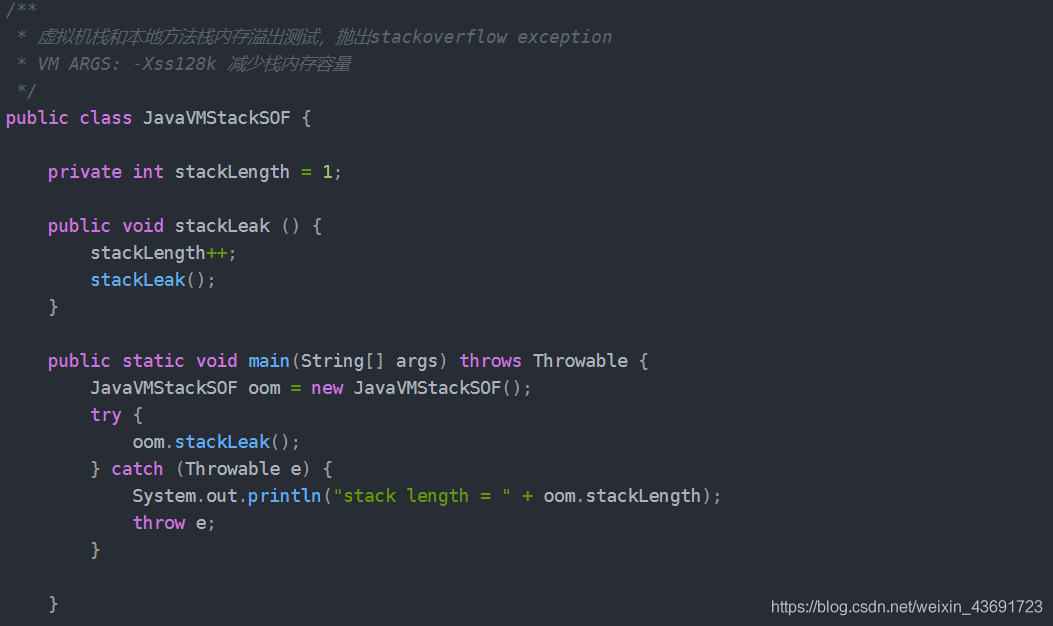 /**
 * 虚拟机栈和本地方法栈内存溢出测试，抛出stackoverflow exception
 * VM ARGS: -Xss128k 减少栈内存容量
 */
public class JavaVMStackSOF {
    private int stackLength = 1;
    public void stackLeak () {
        stackLength++;
        stackLeak();
    }
    public static void main(String[] args) throws Throwable {
        JavaVMStackSOF oom = new JavaVMStackSOF();
        try {
            oom.stackLeak();
        } catch (Throwable e) {
            System.out.println("stack length = " + oom.stackLength);
            throw e;
        }
    }
https://blog.csdn.net/weixin_43691723